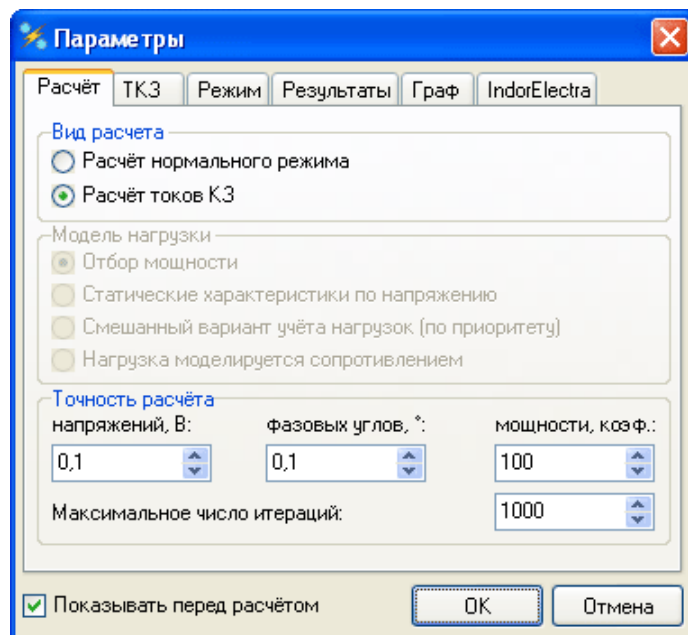 Параметры
Расчёт ТКЗ Режим Результаты Граф IndorElectra
Вид расчета
Расчёт нормального режима
Расчёт токов КЗ
Модель нагрузки
Отбор мощности
Статические характеристики по напряжению
Смешанный вариант учёта нагрузок (по приоритету)
Нагрузка моделируется сопротивлением
Точность расчёта
напряжений, В: фазовых углов, °: мощности, коэф.:
0,1 0,1 100
Максимальное число итераций: 1000
Показывать перед расчётом OK Отмена